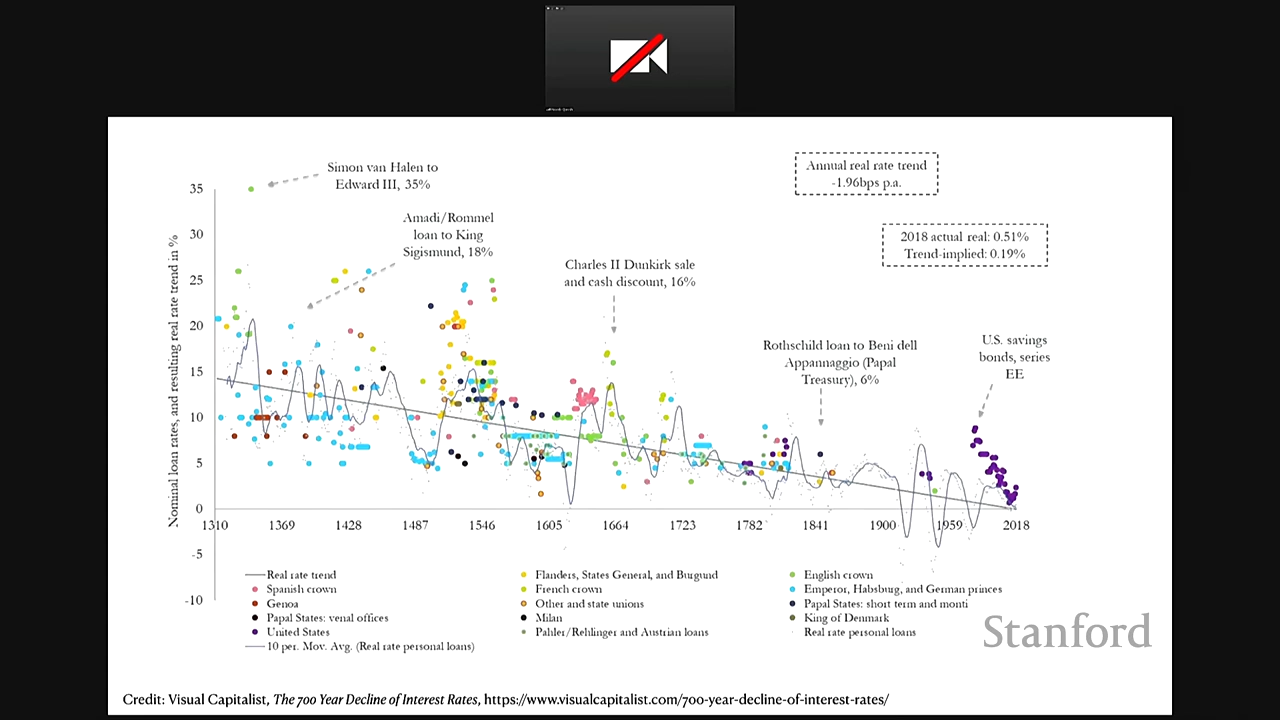 Simon van Halen to
Edward III, 35%
Amadi/Rommel
loan to King
Sigismund, 18%
Charles II Dunkirk sale
and cash discount, 16%
Annual real rate trend
-1.96bps p.a.
2018 actual real: 0.51%
Trend-implied: 0.19%
Rothschild loan to Beni dell
Appannaggio (Papal
Treasury), 6%
U.S. savings
bonds, series
EE
Nominal loan rates, and resulting real rate trend in %
35
30
25
20
15
10
5
0
-5
-10
1310 1369 1428 1487 1546 1605 1664 1723 1782 1841 1900 1959 2018
Real rate trend
Spanish crown
Genoa
Papal States: venal offices
United States
10 per. Mov. Avg. (Real rate personal loans)
Flanders, States General, and Burgund
French crown
Other and state unions
Milan
Pahler/Rehlinger and Austrian loans
English crown
Emperor, Habsburg, and German princes
Papal States: short term and monti
King of Denmark
Real rate personal loans
Stanford
Credit: Visual Capitalist, The 700 Year Decline of Interest Rates, https://www.visualcapitalist.com/700-year-decline-of-interest-rates/